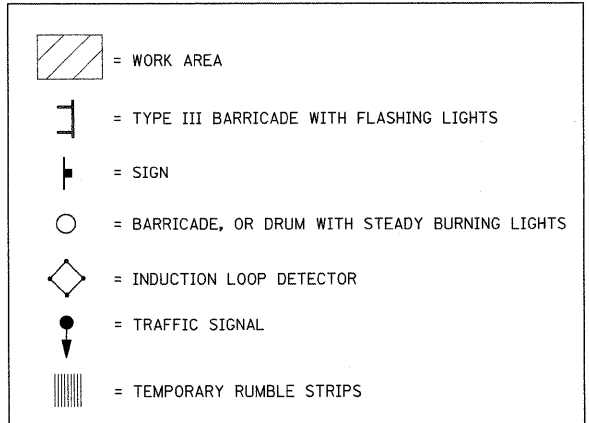 = WORK AREA
= TYPE III BARRICADE WITH FLASHING LIGHTS
= SIGN
= BARRICADE, OR DRUM WITH STEADY BURNING LIGHTS
= INDUCTION LOOP DETECTOR
= TRAFFIC SIGNAL
= TEMPORARY RUMBLE STRIPS